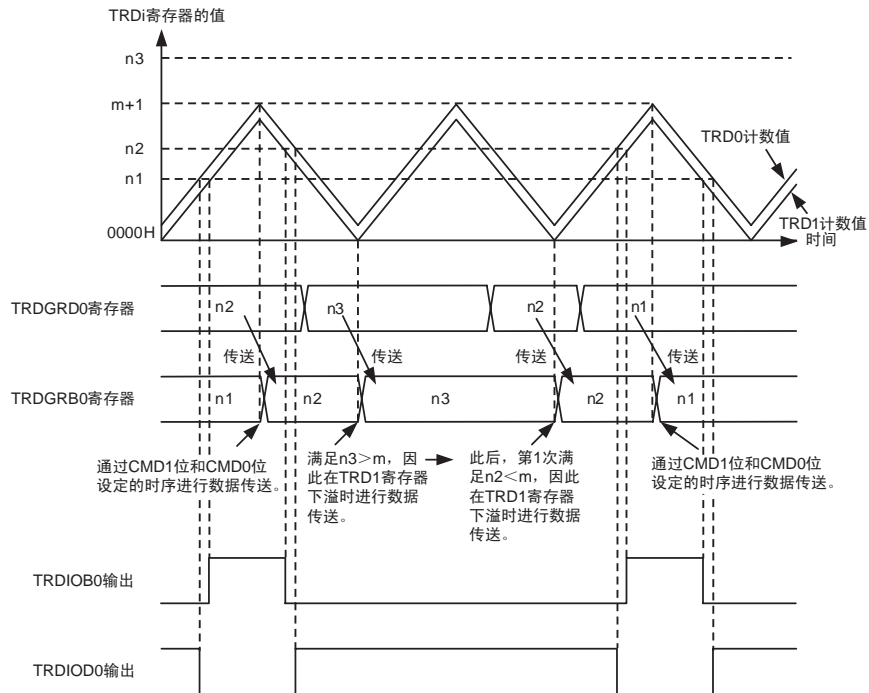 TRDi寄存器的值
n3
m+1
n2
n1
0000H
TRD0计数值
TRD1计数值
时间
TRDGRD0寄存器
n2
n3
n2
n1
传送
传送
传送
传送
TRDGRB0寄存器
n1
n2
n3
n2
n1
通过CMD1位和CMD0位
设定的时序进行数据传送。
满足n3＞m，因
此在TRD1寄存器
下溢时进行数据
传送。
此后，第1次满
足n2＜m，因此
在TRD1寄存器
下溢时进行数据
传送。
通过CMD1位和CMD0位
设定的时序进行数据传送。
TRDIOB0输出
TRDIOD0输出